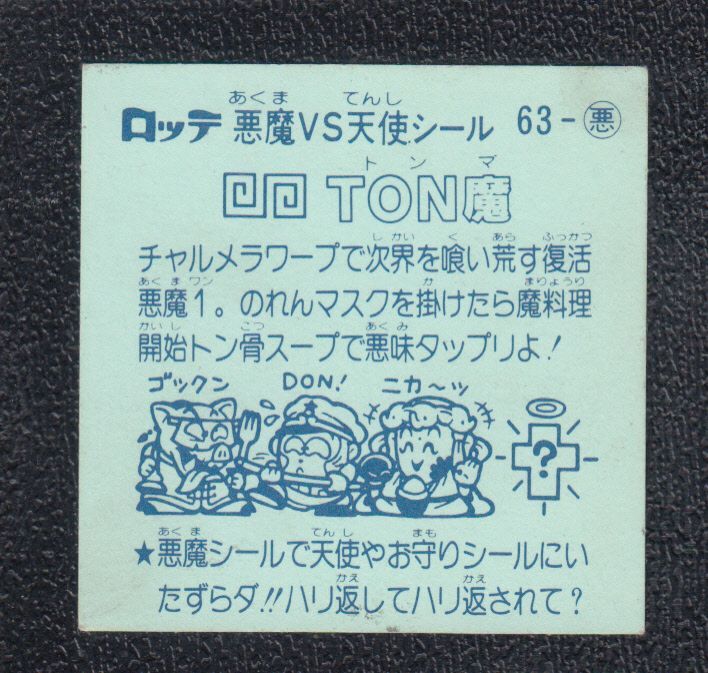 ロッテ 悪魔VS天使シール 63-悪
あくま てんし
TON魔
トンマ
チャルメラワープで次界を喰い荒す復活
しかい く あら ふっかつ
悪魔1。のれんマスクを掛けたら魔料理
あくまワン か まりょうり
開始トン骨スープで悪味タップリよ!
かいし こつ あくみ
ゴックン DON! ニカ〜ッ
?
★悪魔シールで天使やお守りシールにい
あくま てんし まも
たずらダ!!ハリ返してハリ返されて?
かえ かえ